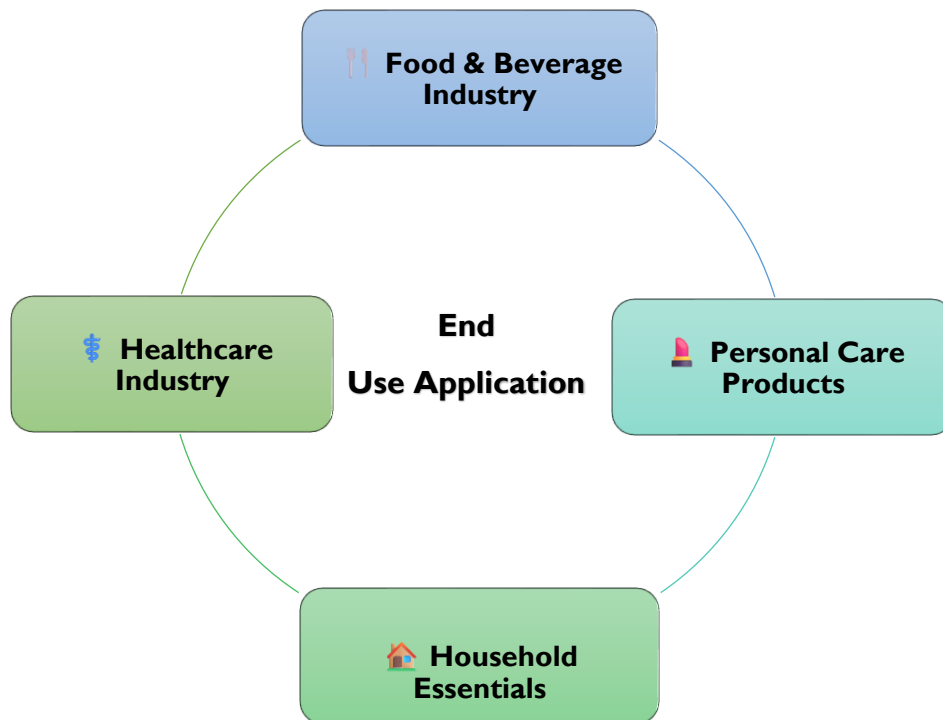 🍴 Food & Beverage
Industry
⚕ Healthcare
Industry
End
Use Application
💄 Personal Care
Products
🏠 Household
Essentials